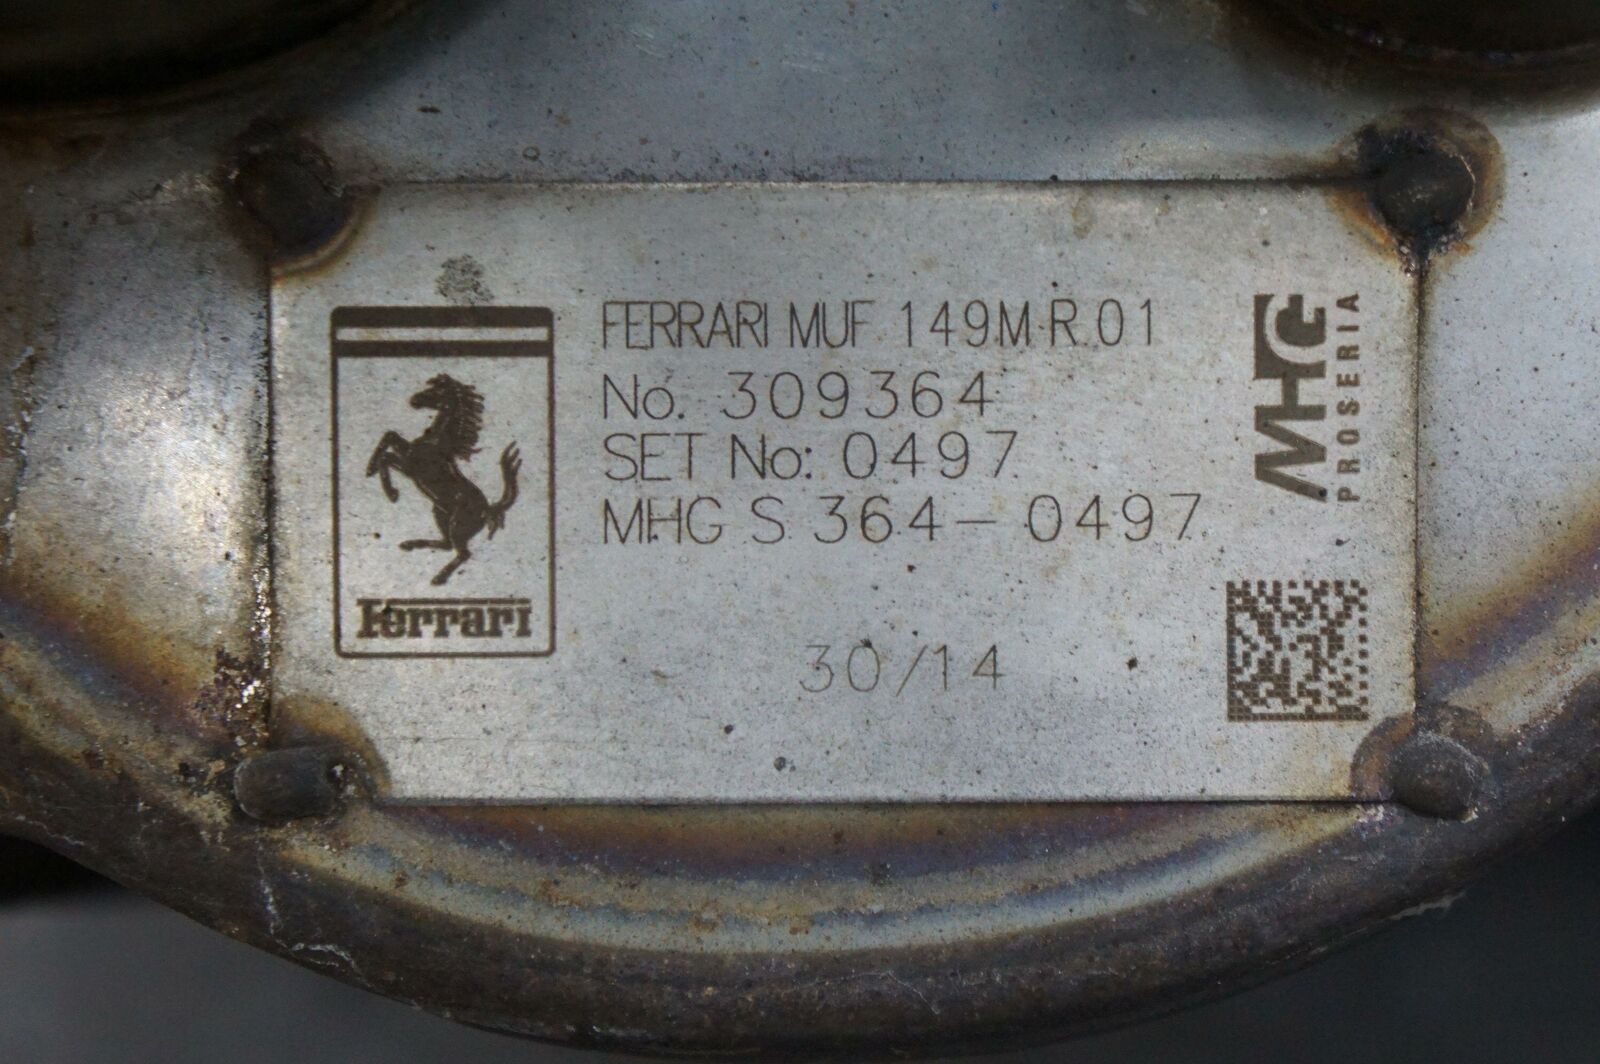 FERRARI MUF 149M R 01
No. 309364
SET No: 0497
MHG S 364-0497
30/14
Ferrari
MHG
PROSERIA